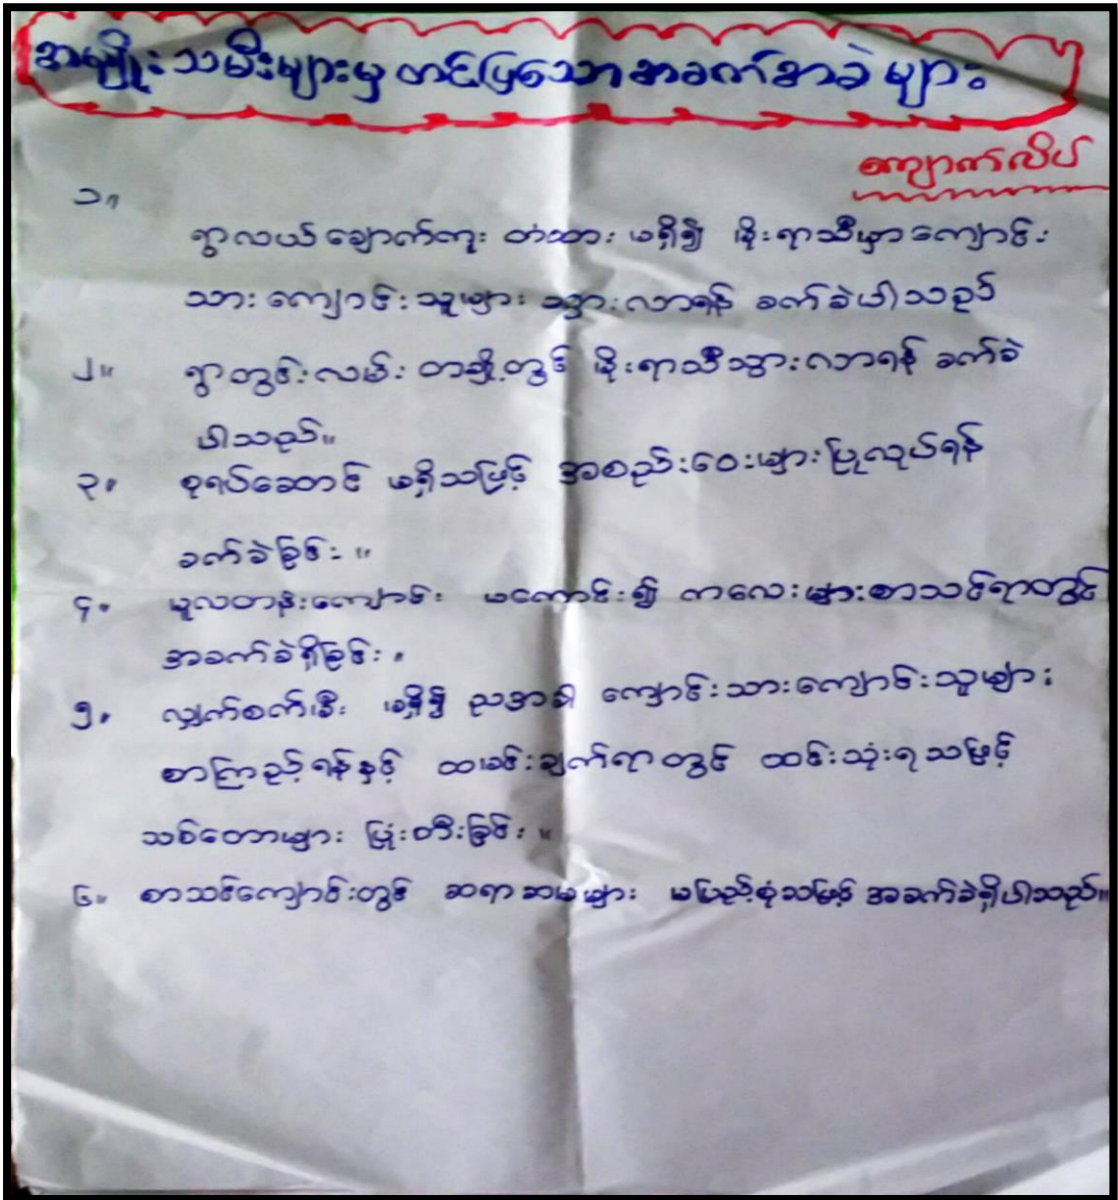 အမျိုးသမီးများမှ တင်ပြသောအခက်အခဲများ
ကျောက်လိပ်
၁။
ရွာလယ်ချောက်ကူး တံတား မရှိ၍ မိုးရာသီမှာကျောင်း
သားကျောင်းသူများ သွားလာရန် ခက်ခဲပါသည်
၂။ ရွာတွင်းလမ်း တချို့တွင် မိုးရာသီသွားလာရန် ခက်ခဲ
ပါသည်။
၃။ စုရပ်ဆောင် မရှိသဖြင့် အစည်းဝေးများပြုလုပ်ရန်
ခက်ခဲခြင်း။
၄။ မူလတန်းကျောင်း မကောင်း၍ ကလေးများစာသင်ရာတွင်
အခက်ခဲရှိခြင်း။
၅။ လျှက်စက်မီး မရှိ၍ ညအခါ ကျောင်းသားကျောင်းသူများ
စာကြည့်ရန်နှင့် ထမင်းချက်ရာတွင် ထင်းသုံးရသဖြင့်
သစ်တောများ ပြုံးတီးခြင်း။
၆။ စာသင်ကျောင်းတွင် ဆရာဆမများ မပြည့်စုံသဖြင့် အခက်ခဲရှိပါသည်။